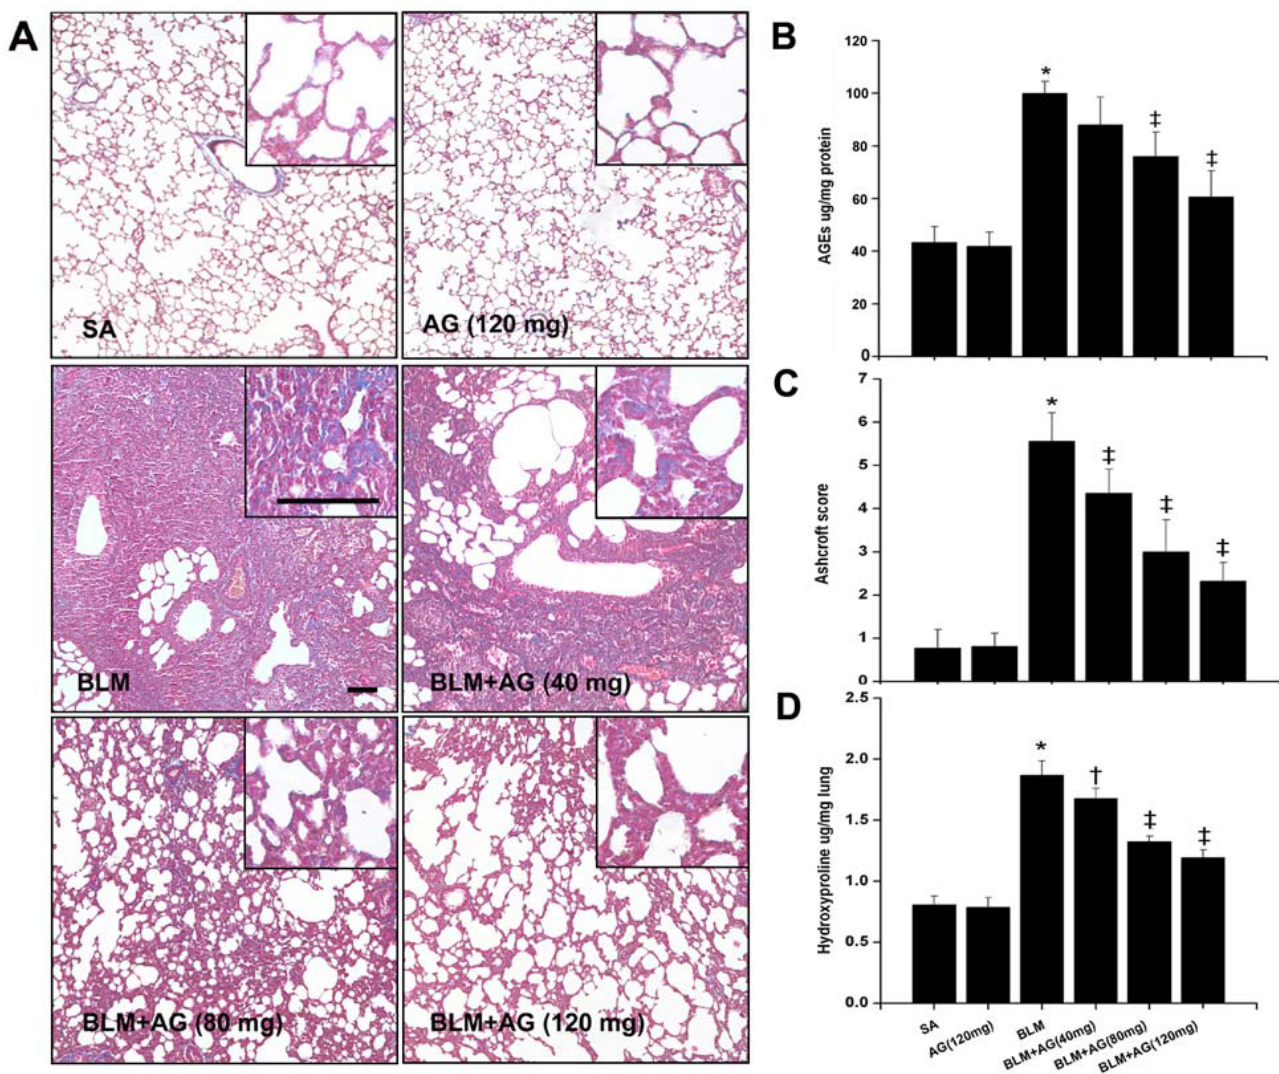 A
SA
AG (120 mg)
BLM
BLM+AG (40 mg)
BLM+AG (80 mg)
BLM+AG (120 mg)
B
120
100
80
60
40
20
0
AGEs ug/mg protein
*
‡
‡
C
7
6
5
4
3
2
1
0
Ashcroft score
*
‡
‡
‡
D
2.5
2.0
1.5
1.0
0.5
0.0
Hydroxyproline ug/mg lung
*
†
‡
‡
SA
AG(120mg)
BLM
BLM+AG(40mg)
BLM+AG(80mg)
BLM+AG(120mg)